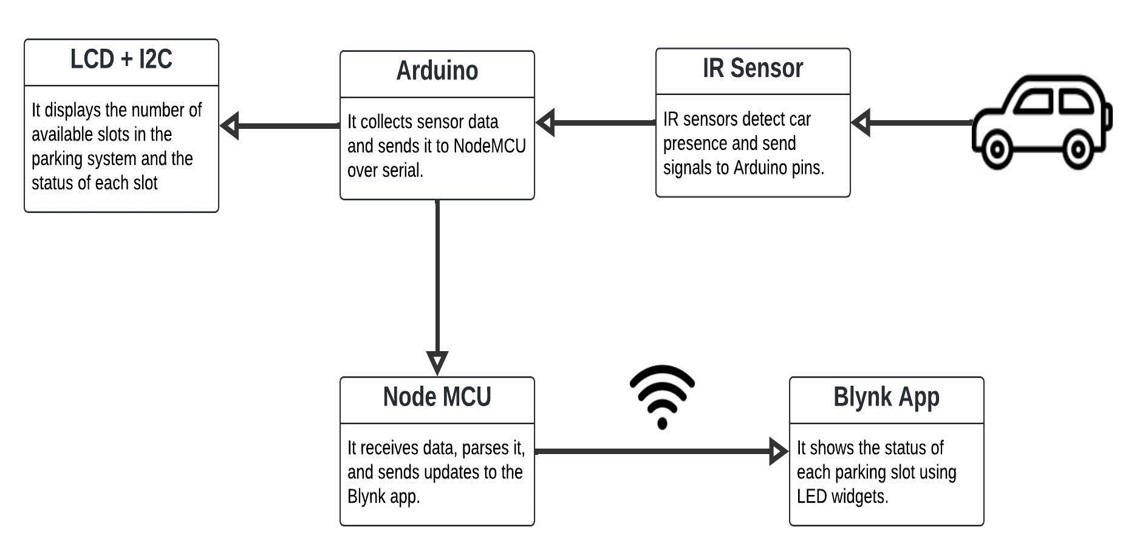 LCD + I2C
It displays the number of
available slots in the
parking system and the
status of each slot
Arduino
It collects sensor data
and sends it to NodeMCU
over serial.
IR Sensor
IR sensors detect car
presence and send
signals to Arduino pins.
Node MCU
It receives data, parses it,
and sends updates to the
Blynk app.
Blynk App
It shows the status of
each parking slot using
LED widgets.